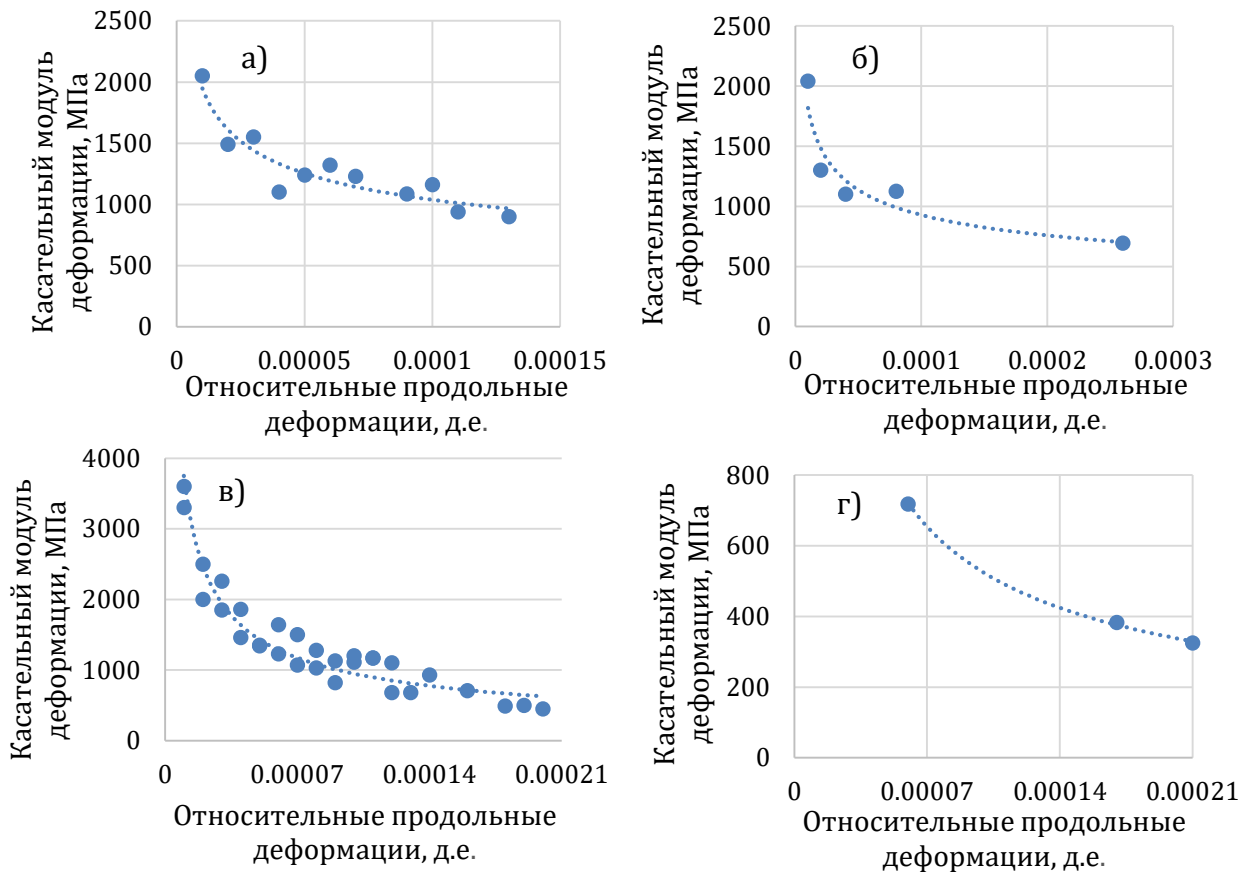 Касательный модуль
деформации, МПа
2500
2000
1500
1000
500
0
а)
0
0.00005
0.0001
0.00015
Относительные продольные
деформации, д.е.
Касательный модуль
деформации, МПа
2500
2000
1500
1000
500
0
б)
0
0.0001
0.0002
0.0003
Относительные продольные
деформации, д.е.
Касательный модуль
деформации, МПа
4000
3000
2000
1000
0
в)
0
0.00007
0.00014
0.00021
Относительные продольные
деформации, д.е.
Касательный модуль
деформации, МПа
800
600
400
200
0
г)
0
0.00007
0.00014
0.00021
Относительные продольные
деформации, д.е.